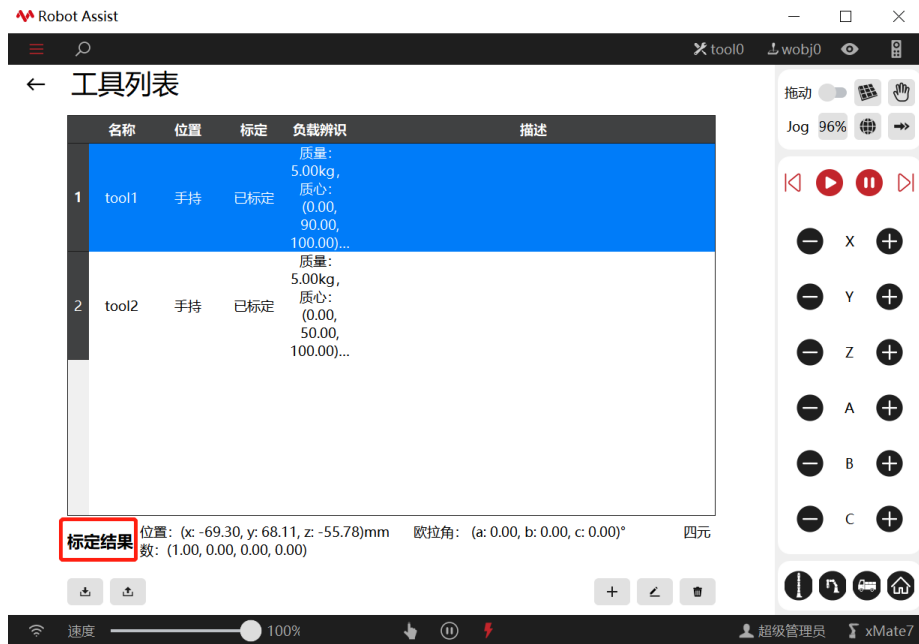 Robot Assist
tool0
wobj0
工具列表
名称 位置 标定 负载辨识 描述
1 tool1 手持 已标定 质量:
5.00kg,
质心:
(0.00,
90.00,
100.00)...
2 tool2 手持 已标定 质量:
5.00kg,
质心:
(0.00,
50.00,
100.00)...
标定结果
位置: (x: -69.30, y: 68.11, z: -55.78)mm 欧拉角: (a: 0.00, b: 0.00, c: 0.00)° 四元
数: (1.00, 0.00, 0.00, 0.00)
拖动
Jog 96%
X
Y
Z
A
B
C
速度 100%
超级管理员 xMate7